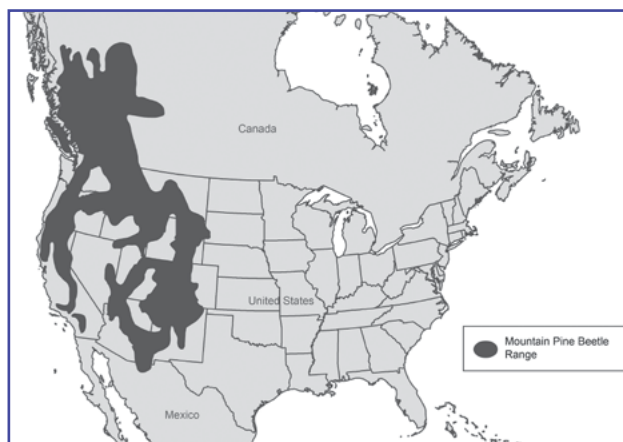 Canada
United States
Mountain Pine Beetle
Range
Mexico